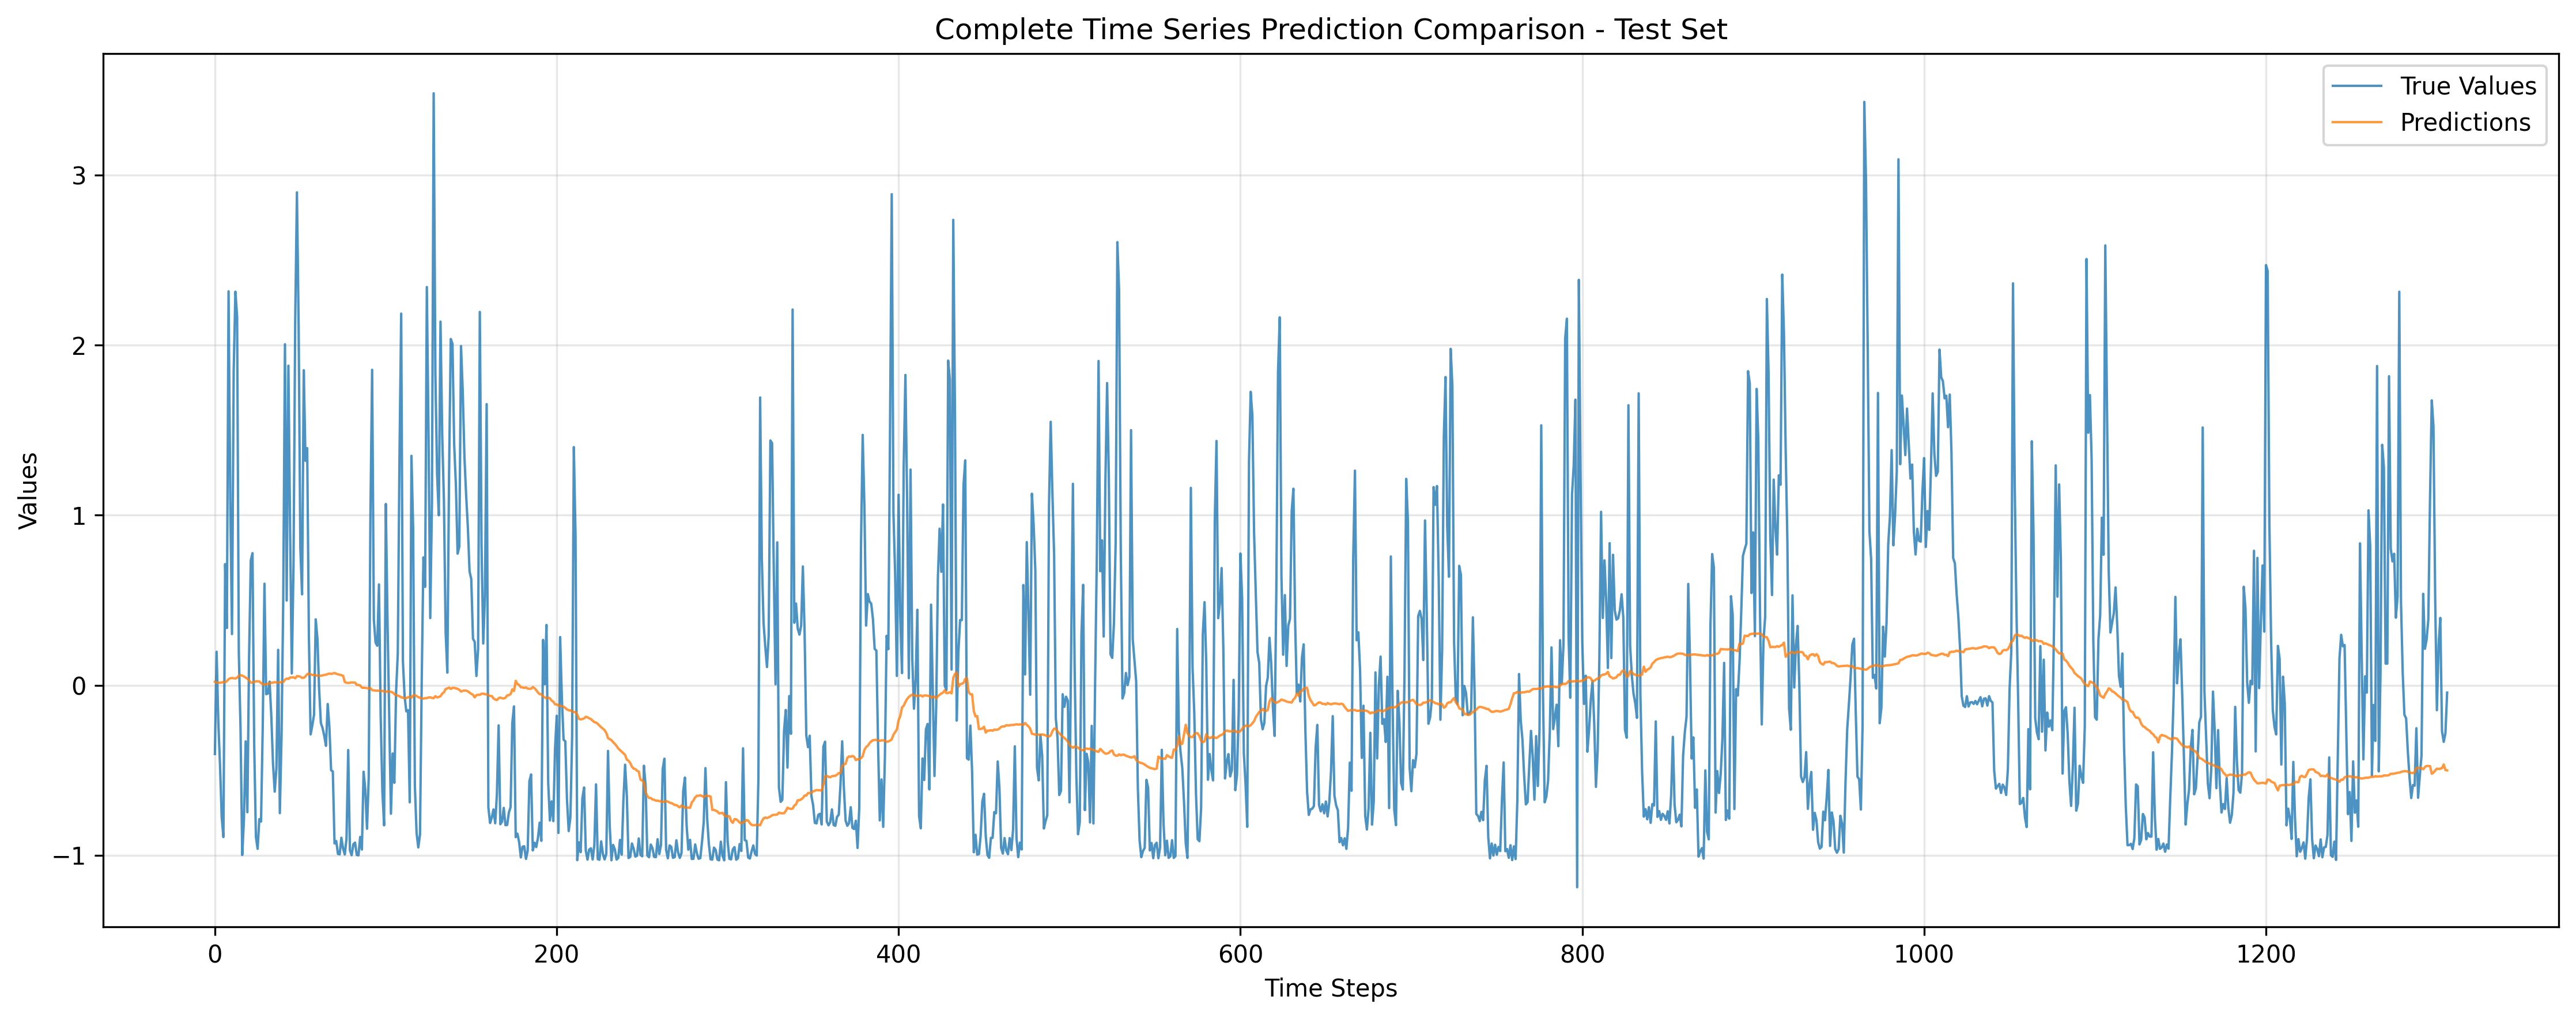 Complete Time Series Prediction Comparison - Test Set
True Values
Predictions
Values
3
2
1
0
−1
0
200
400
600
800
1000
1200
Time Steps